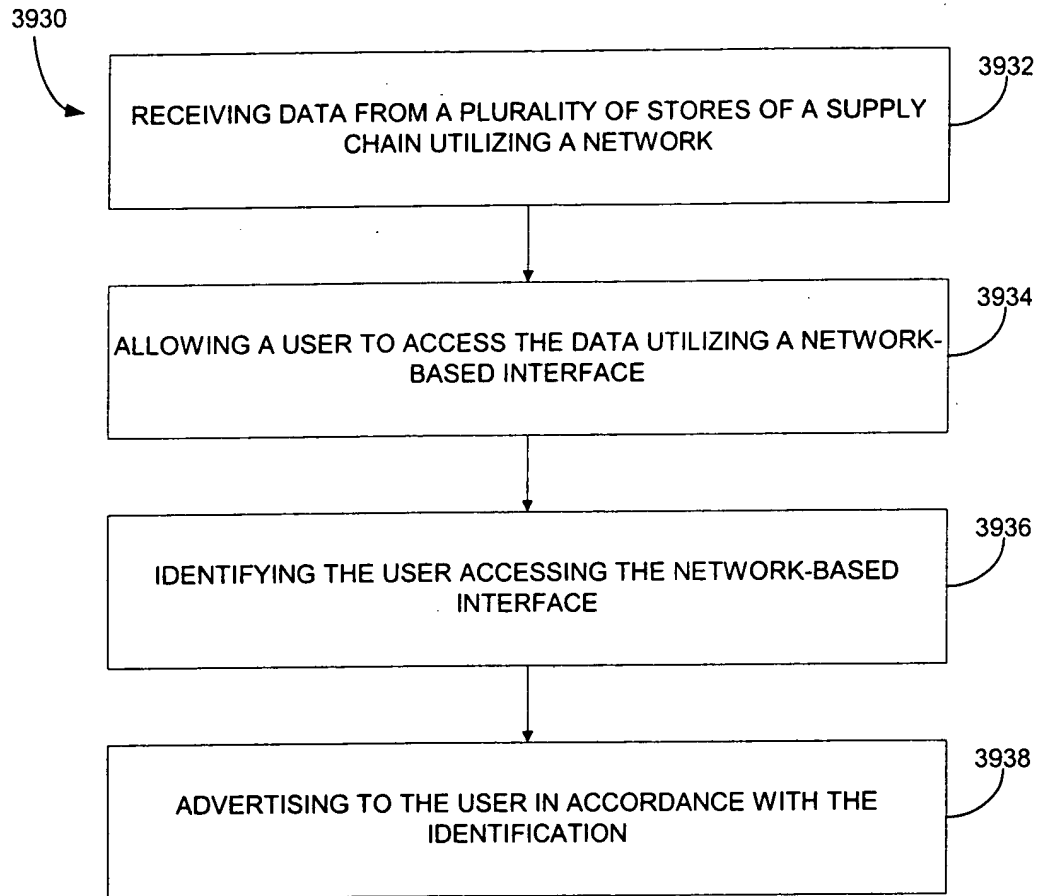 3930
3932
RECEIVING DATA FROM A PLURALITY OF STORES OF A SUPPLY
CHAIN UTILIZING A NETWORK
3934
ALLOWING A USER TO ACCESS THE DATA UTILIZING A NETWORK-
BASED INTERFACE
3936
IDENTIFYING THE USER ACCESSING THE NETWORK-BASED
INTERFACE
3938
ADVERTISING TO THE USER IN ACCORDANCE WITH THE
IDENTIFICATION